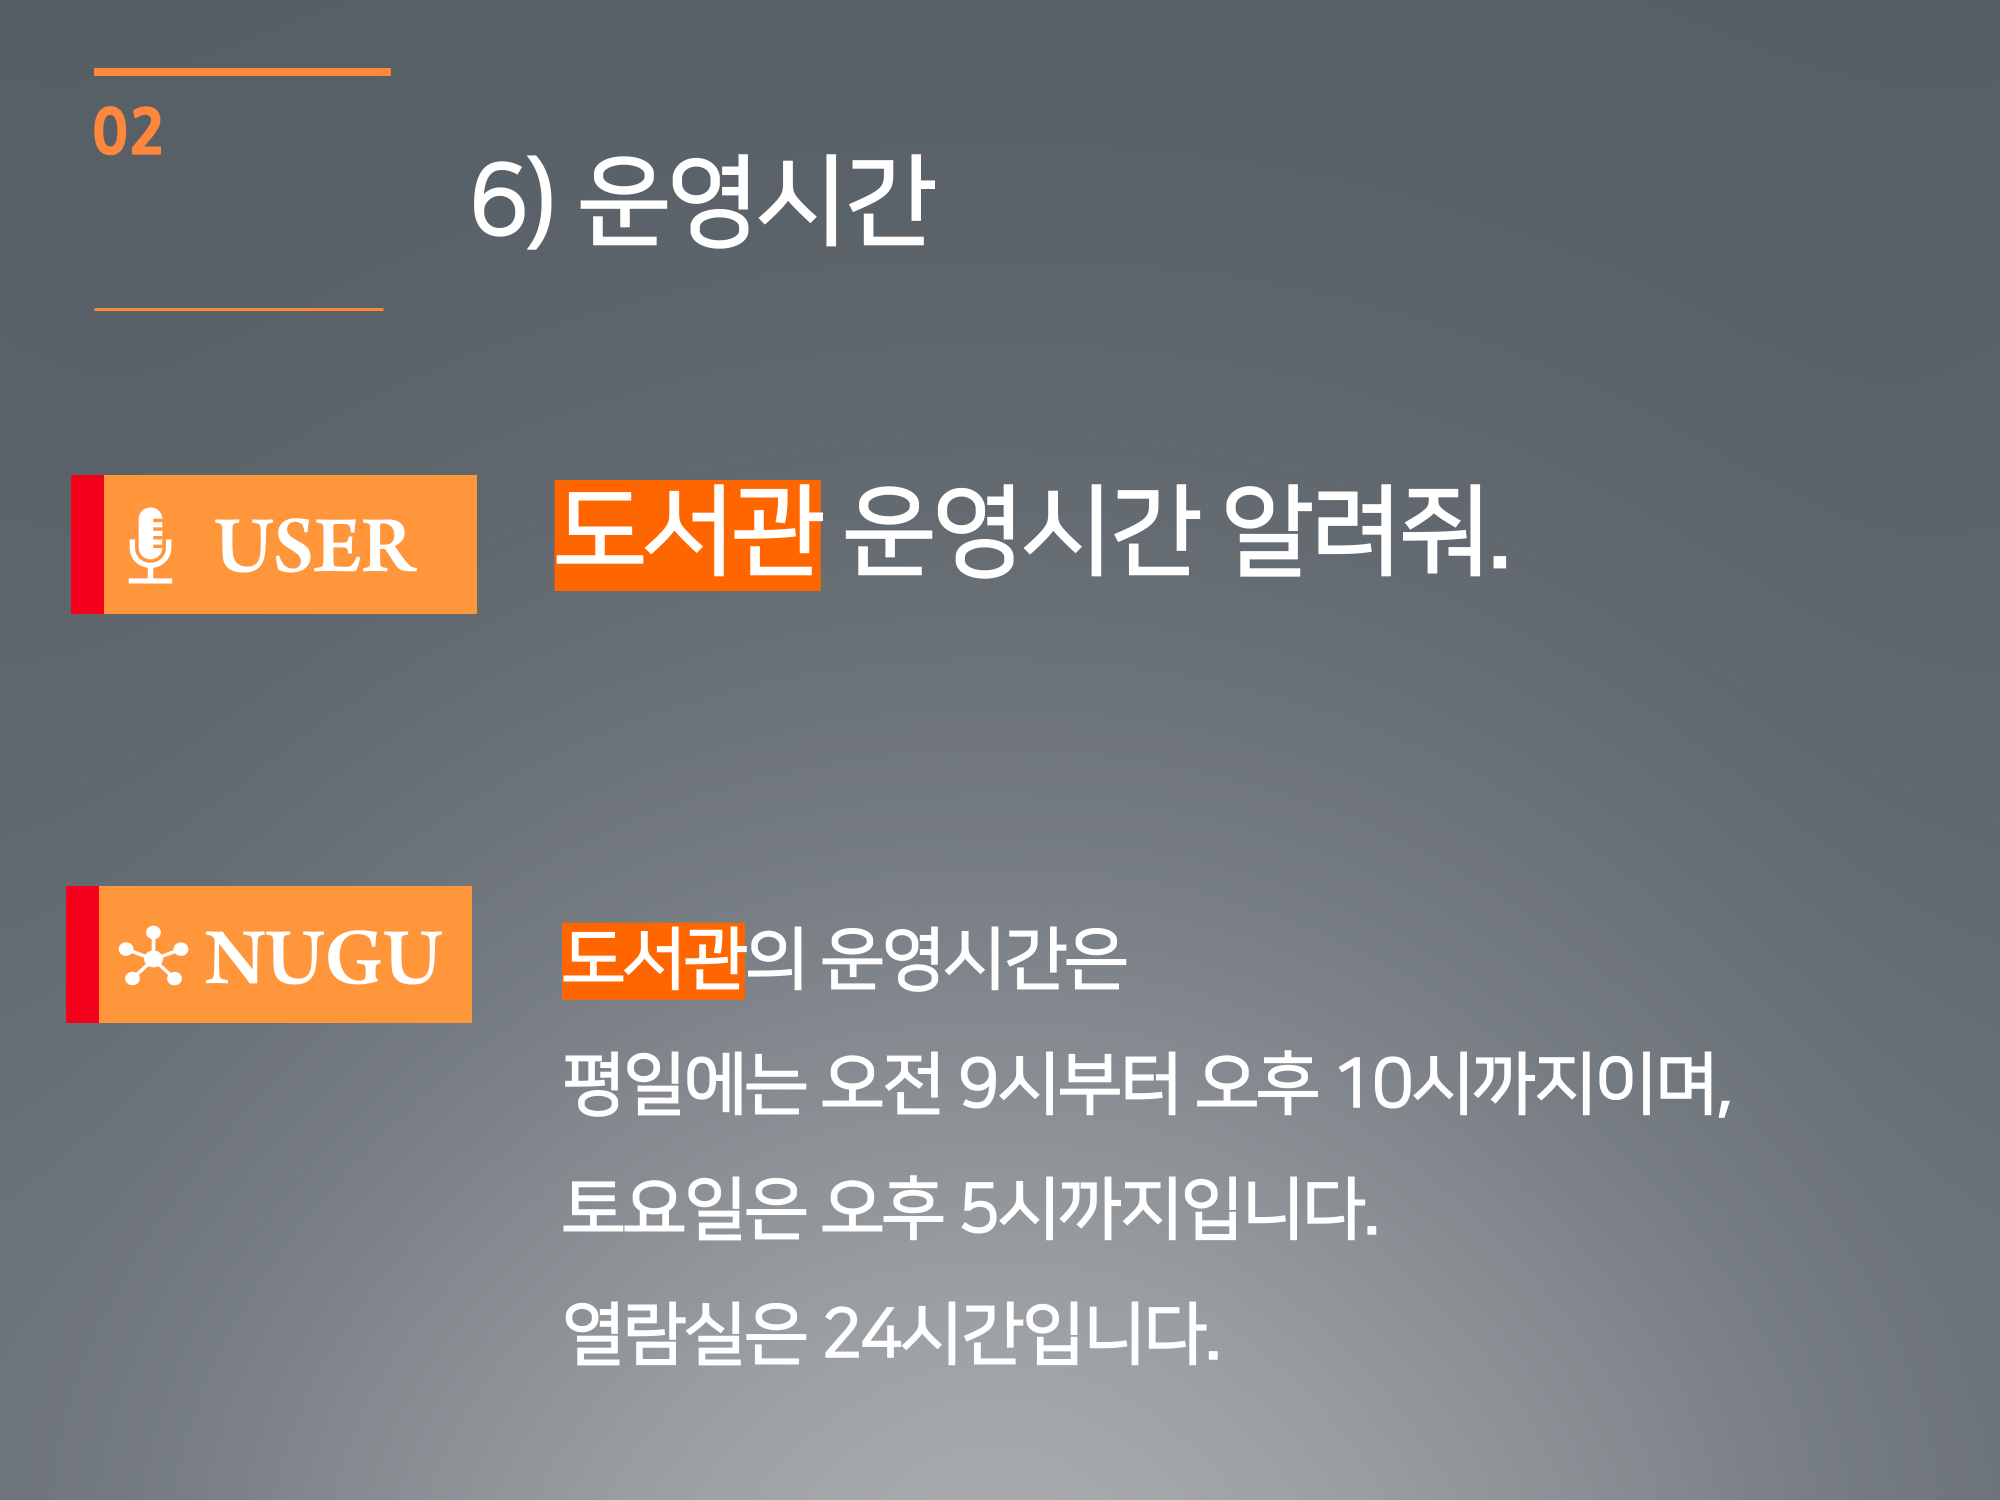 02
6) 운영시간
USER
도서관 운영시간 알려줘.
NUGU
도서관의 운영시간은
평일에는 오전 9시부터 오후 10시까지이며,
토요일은 오후 5시까지입니다.
열람실은 24시간입니다.